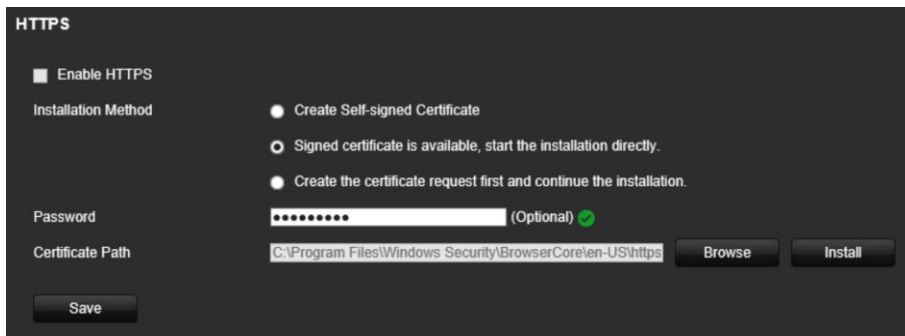 HTTPS
Enable HTTPS
Installation Method
Create Self-signed Certificate
Signed certificate is available, start the installation directly.
Create the certificate request first and continue the installation.
Password ●●●●●●●●● (Optional)
Certificate Path C:\Program Files\Windows Security\BrowserCore\en-US\https Browse Install
Save